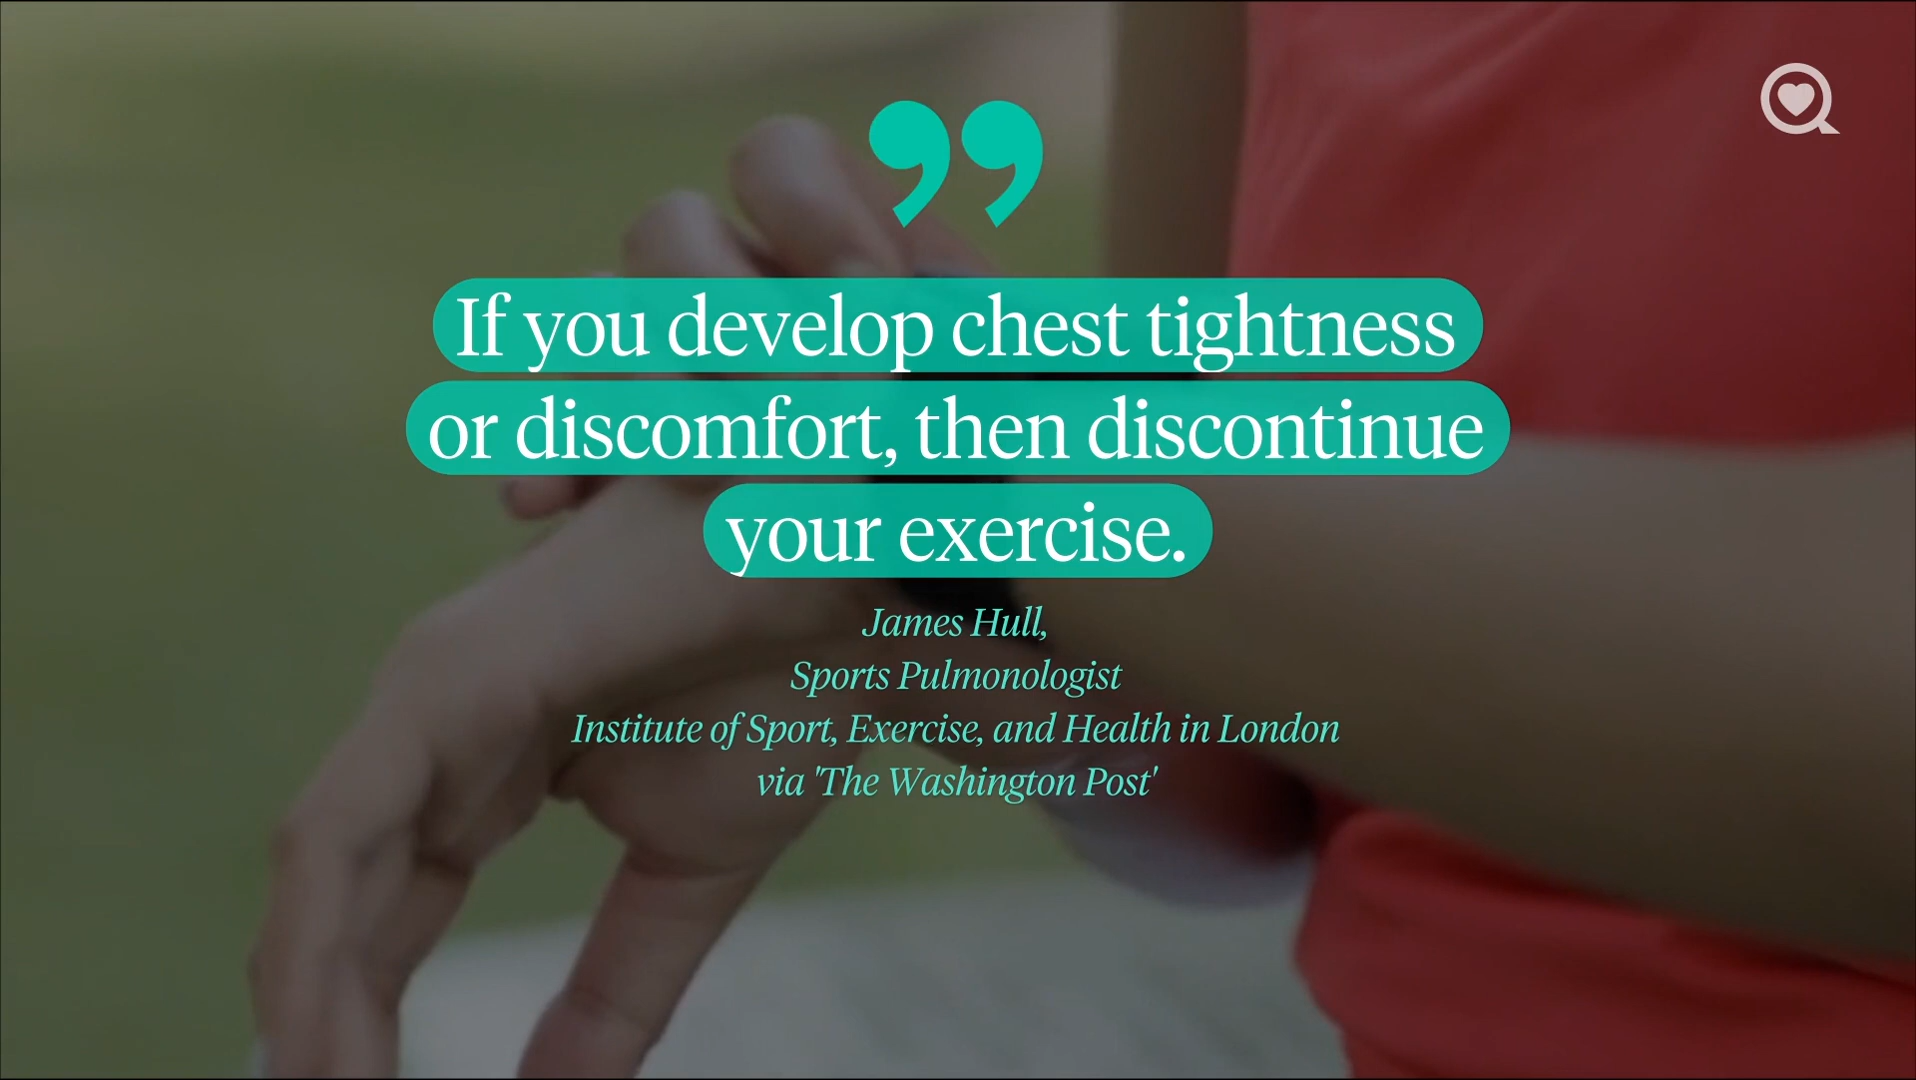 ”
If you develop chest tightness
or discomfort, then discontinue
your exercise.
James Hull,
Sports Pulmonologist
Institute of Sport, Exercise, and Health in London
via 'The Washington Post'